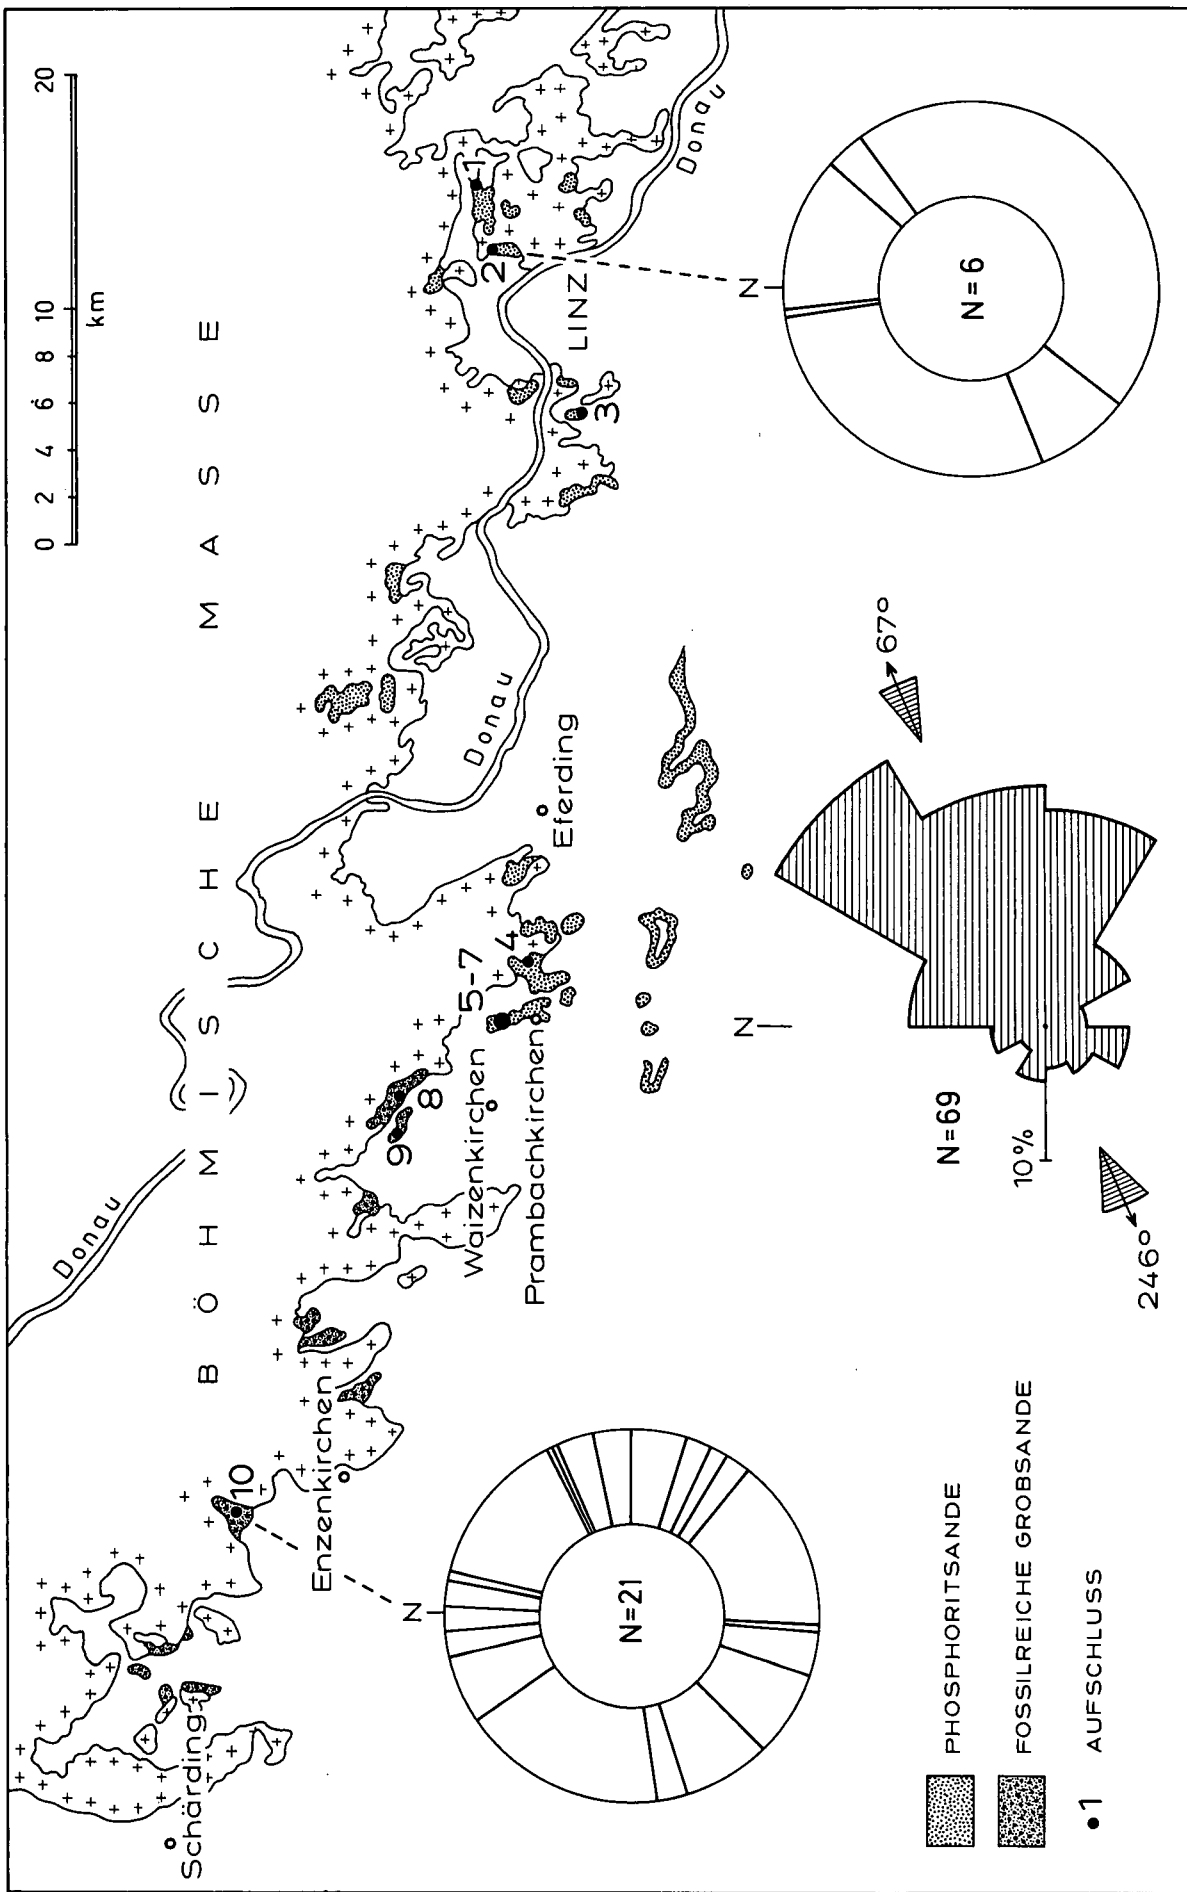 0 2 4 6 8 10 20
km
BÖHMISCHE MASSE
Donau
Donau
Donau
Schärding
10
Enzenkirchen
9
8
Waizenkirchen
Prambachkirchen
5-7
4
Eferding
3
LINZ
2
1
N
N=21
N
N=69
10%
246°
67°
N
N=6
PHOSPHORITSANDE
FOSSILREICHE GROBSANDE
•1 AUFSCHLUSS